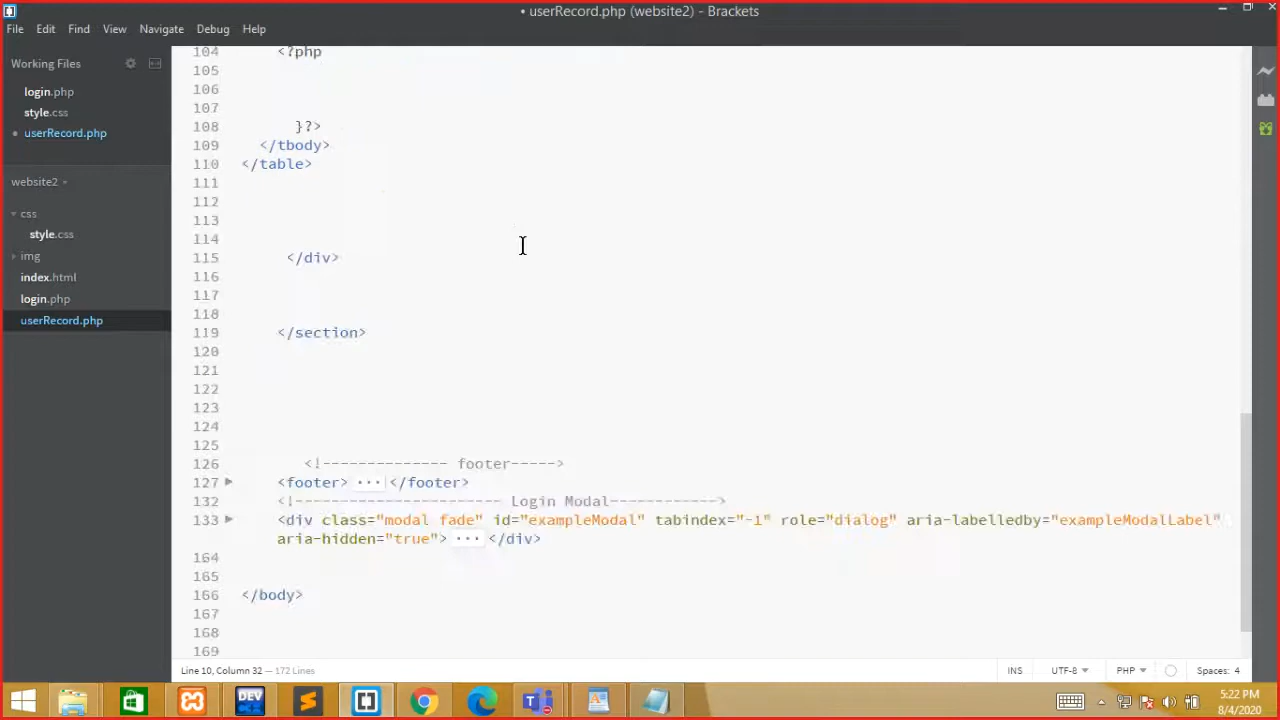 • userRecord.php (website2) - Brackets
File Edit Find View Navigate Debug Help
Working Files
login.php
style.css
userRecord.php
website2
css
style.css
img
index.html
login.php
userRecord.php
104 <?php
105
106
107
108 }?>
109 </tbody>
110 </table>
111
112
113
114
115 </div>
116
117
118
119 </section>
120
121
122
123
124
125
126 <!-------------- footer----->
127 <footer> ••• </footer>
132 <!----------------------- Login Modal------------>
133 <div class="modal fade" id="exampleModal" tabindex="-1" role="dialog" aria-labelledby="exampleModalLabel"
aria-hidden="true"> ••• </div>
164
165
166 </body>
167
168
169
Line 10, Column 32 — 172 Lines
INS UTF-8 PHP Spaces: 4
DEV
5:22 PM
8/4/2020